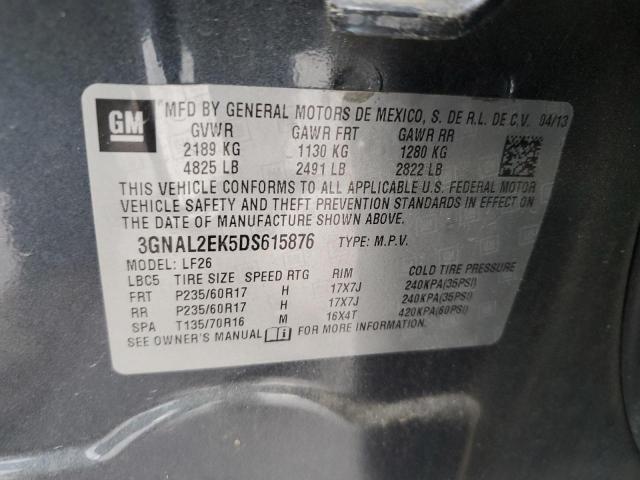 GM
MFD BY GENERAL MOTORS DE MEXICO, S. DE R.L. DE C.V. 04/13
GVWR GAWR FRT GAWR RR
2189 KG 1130 KG 1280 KG
4825 LB 2491 LB 2822 LB
THIS VEHICLE CONFORMS TO ALL APPLICABLE U.S. FEDERAL MOTOR
VEHICLE SAFETY AND THEFT PREVENTION STANDARDS IN EFFECT ON
THE DATE OF MANUFACTURE SHOWN ABOVE.
3GNAL2EK5DS615876 TYPE: M.P.V.
MODEL: LF26
LBC5 TIRE SIZE SPEED RTG RIM COLD TIRE PRESSURE
FRT P235/60R17 H 17X7J 240KPA(35PSI)
RR P235/60R17 H 17X7J 240KPA(35PSI)
SPA T135/70R16 M 16X4T 420KPA(60PSI)
SEE OWNER'S MANUAL FOR MORE INFORMATION.